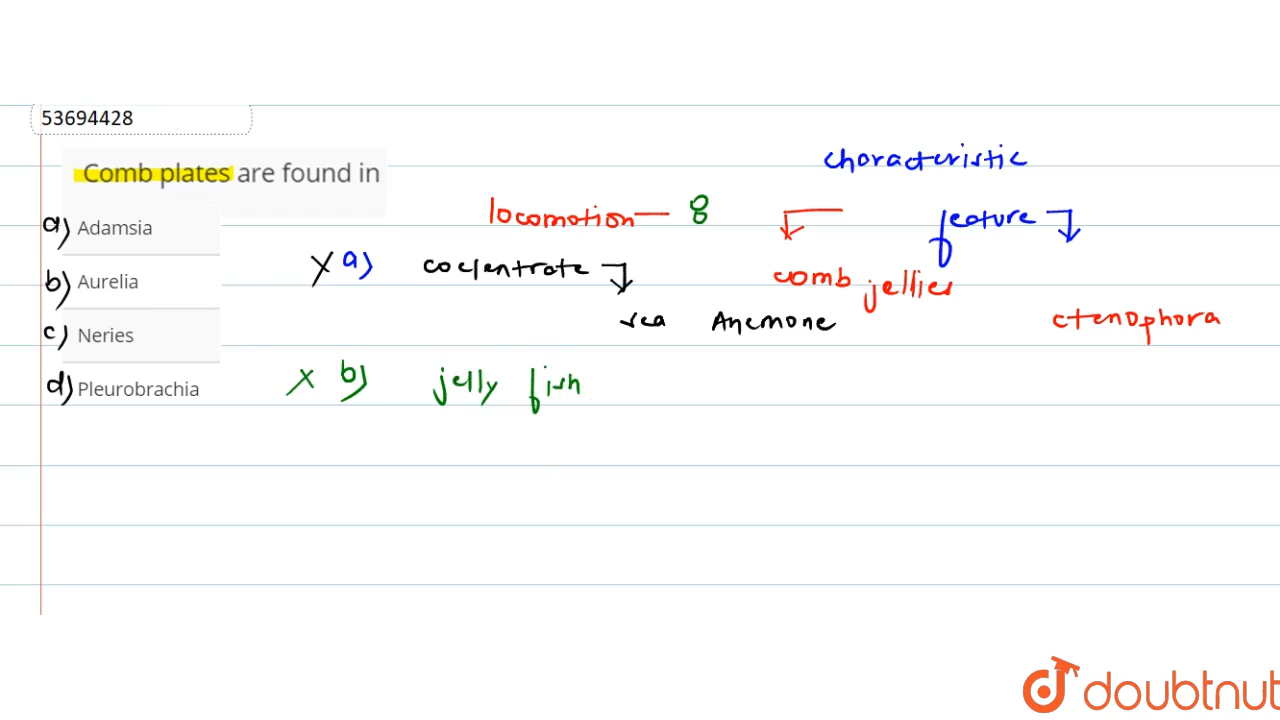 53694428
Comb plates are found in
a) Adamsia
b) Aurelia
c) Neries
d) Pleurobrachia
characteristic
feature
locomotion — 8
comb jellies
ctenophora
X a) coelentrate
sea Anemone
X b) jelly fish
doubtnut